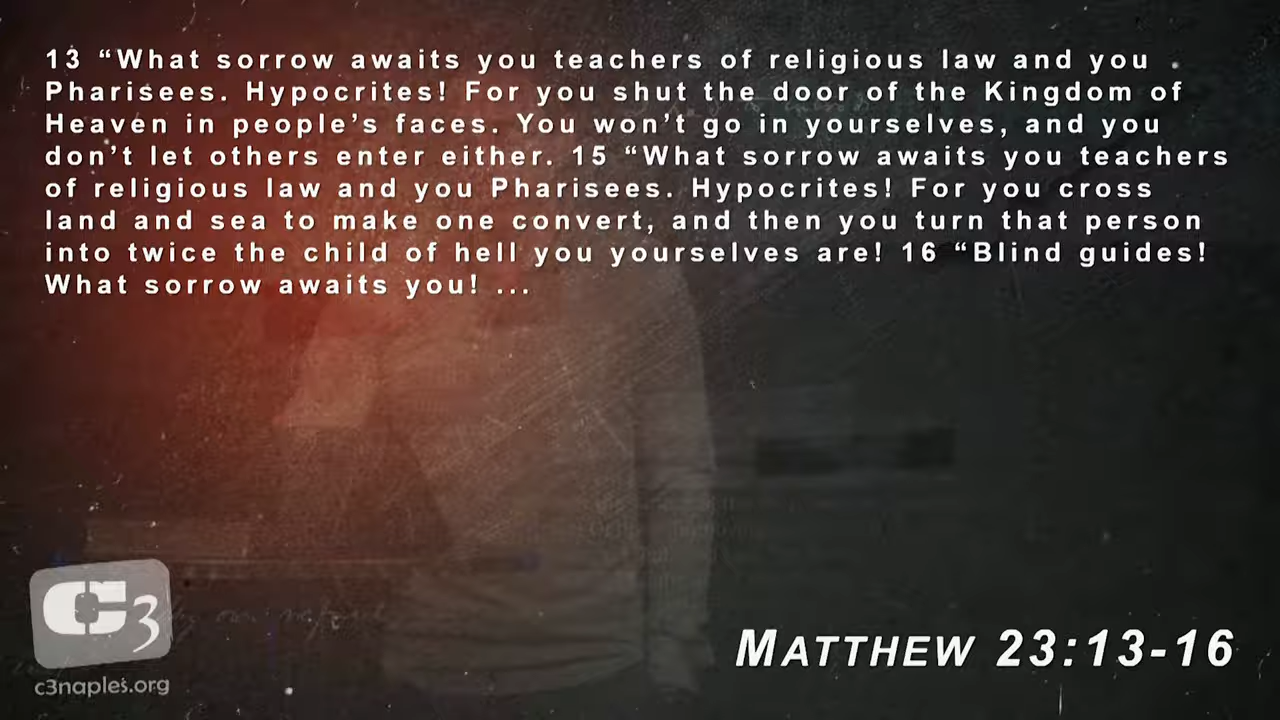 13 “What sorrow awaits you teachers of religious law and you
Pharisees. Hypocrites! For you shut the door of the Kingdom of
Heaven in people’s faces. You won’t go in yourselves, and you
don’t let others enter either. 15 “What sorrow awaits you teachers
of religious law and you Pharisees. Hypocrites! For you cross
land and sea to make one convert, and then you turn that person
into twice the child of hell you yourselves are! 16 “Blind guides!
What sorrow awaits you! ...
C3
c3naples.org
MATTHEW 23:13-16